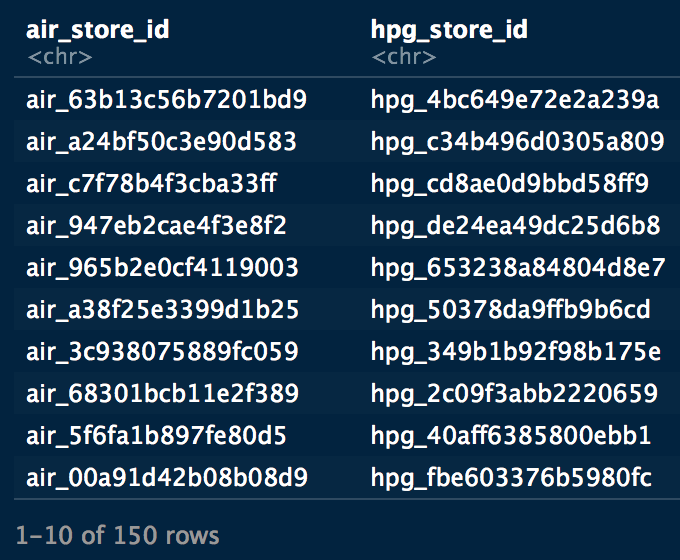 air_store_id hpg_store_id
<chr> <chr>
air_63b13c56b7201bd9 hpg_4bc649e72e2a239a
air_a24bf50c3e90d583 hpg_c34b496d0305a809
air_c7f78b4f3cba33ff hpg_cd8ae0d9bbd58ff9
air_947eb2cae4f3e8f2 hpg_de24ea49dc25d6b8
air_965b2e0cf4119003 hpg_653238a84804d8e7
air_a38f25e3399d1b25 hpg_50378da9ffb9b6cd
air_3c938075889fc059 hpg_349b1b92f98b175e
air_68301bcb11e2f389 hpg_2c09f3abb2220659
air_5f6fa1b897fe80d5 hpg_40aff6385800ebb1
air_00a91d42b08b08d9 hpg_fbe603376b5980fc
1-10 of 150 rows